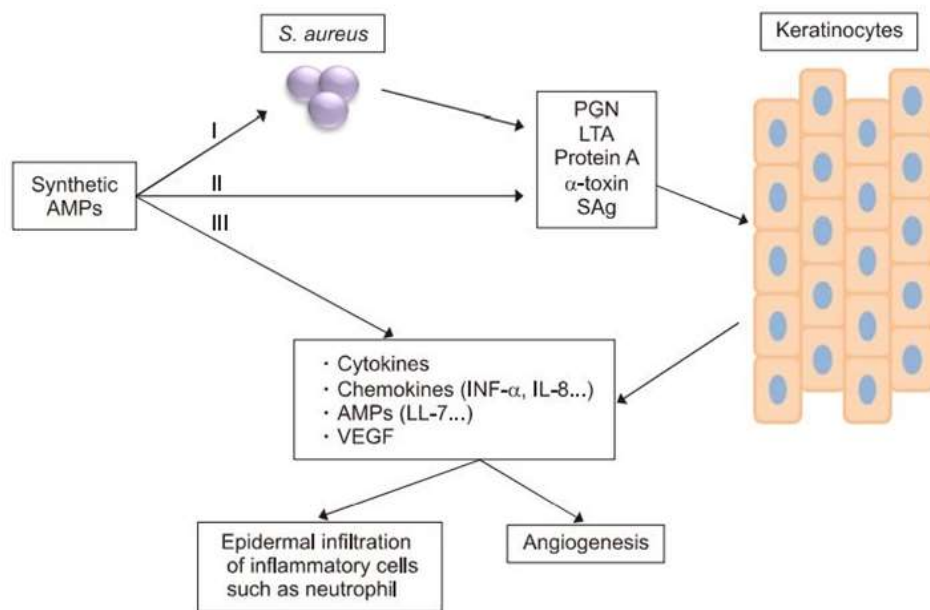 S. aureus
Keratinocytes
PGN
LTA
Protein A
α-toxin
SAg
I
II
III
Synthetic
AMPs
· Cytokines
· Chemokines (INF-α, IL-8...)
· AMPs (LL-7...)
· VEGF
Epidermal infiltration
of inflammatory cells
such as neutrophil
Angiogenesis